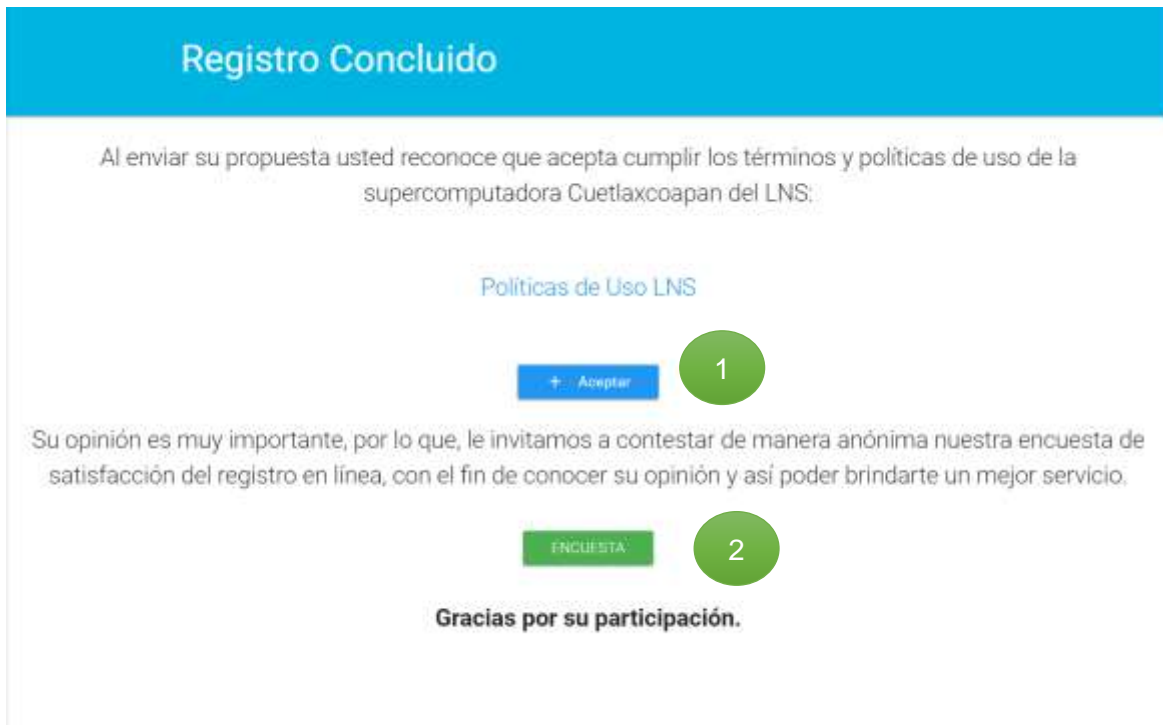 Registro Concluido
Al enviar su propuesta usted reconoce que acepta cumplir los términos y políticas de uso de la
supercomputadora Cuetlaxcoapan del LNS:
Políticas de Uso LNS
+ Aceptar
1
Su opinión es muy importante, por lo que, le invitamos a contestar de manera anónima nuestra encuesta de
satisfacción del registro en línea, con el fin de conocer su opinión y así poder brindarte un mejor servicio.
ENCUESTA
2
Gracias por su participación.